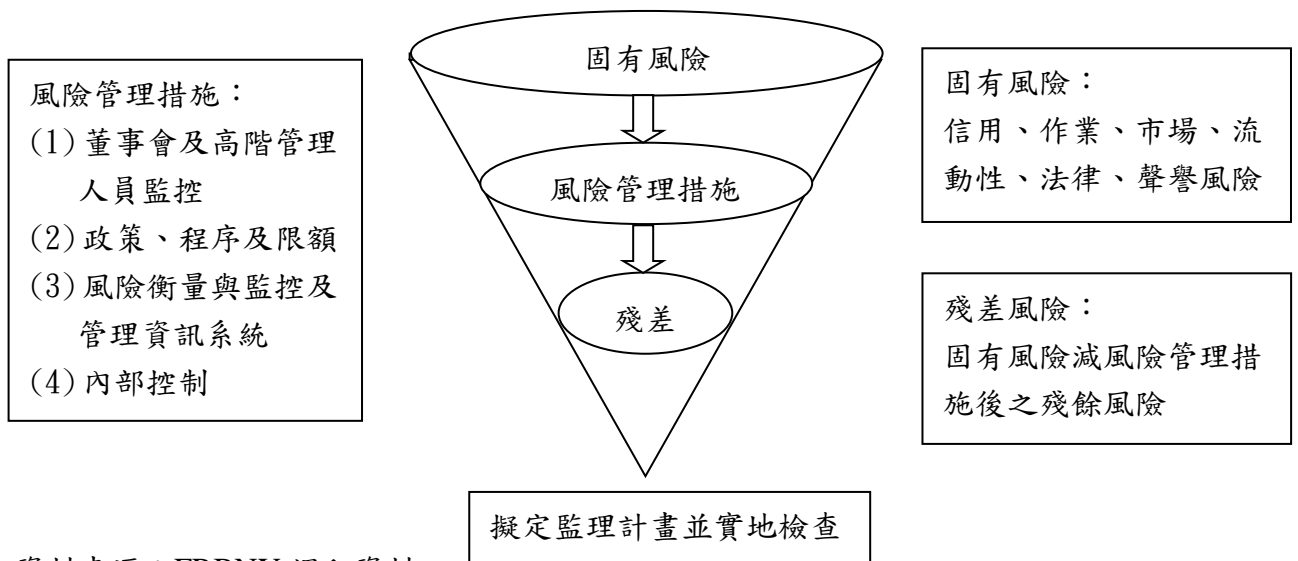 固有風險
風險管理措施：
(1)董事會及高階管理
人員監控
(2)政策、程序及限額
(3)風險衡量與監控及
管理資訊系統
(4)內部控制
風險管理措施
殘差
固有風險：
信用、作業、市場、流
動性、法律、聲譽風險
殘差風險：
固有風險減風險管理措
施後之殘餘風險
擬定監理計畫並實地檢查